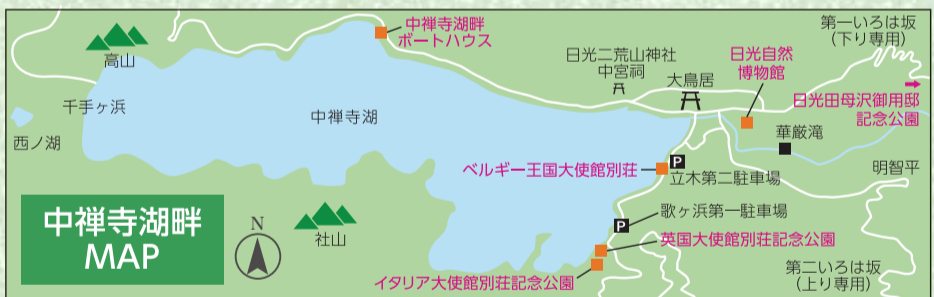 中禅寺湖畔
ボートハウス
第一いろは坂
(下り専用)
高山
日光二荒山神社
中宮祠
大鳥居
日光自然
博物館
日光田母沢御用邸
記念公園
千手ヶ浜
中禅寺湖
西ノ湖
華厳滝
ベルギー王国大使館別荘
P
立木第二駐車場
明智平
中禅寺湖畔
MAP
N
社山
P
歌ヶ浜第一駐車場
英国大使館別荘記念公園
イタリア大使館別荘記念公園
第二いろは坂
(上り専用)